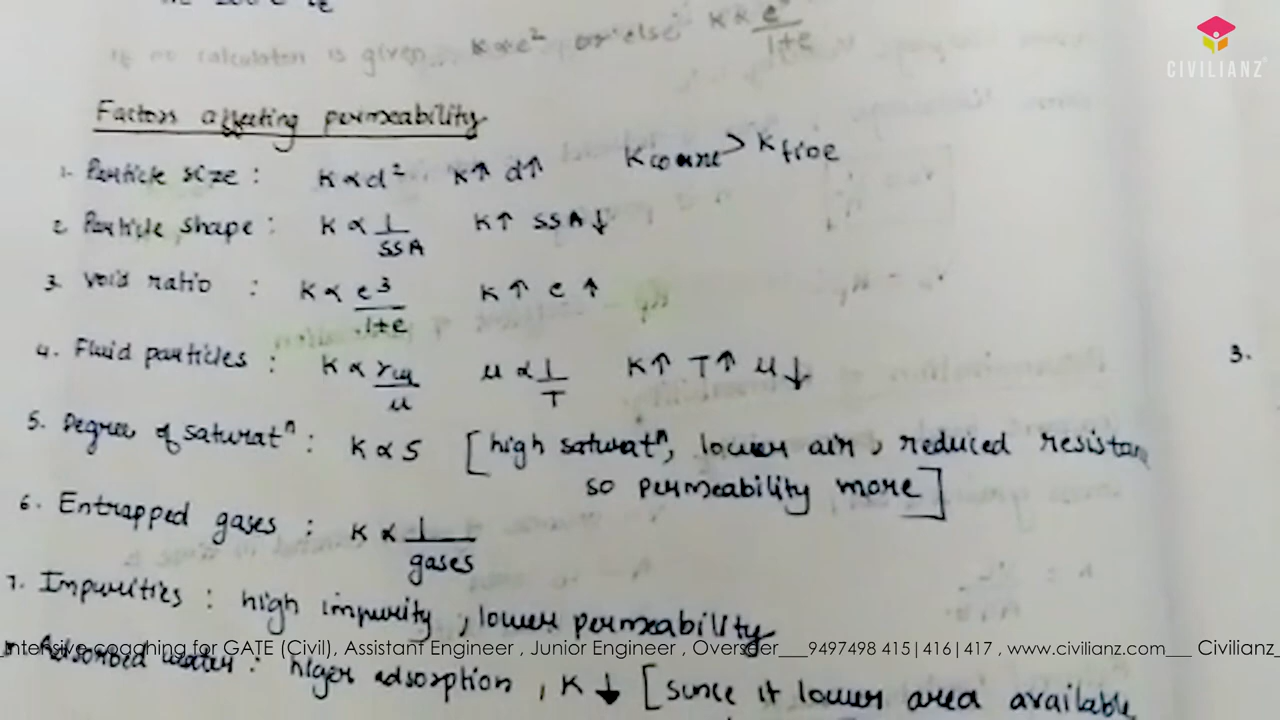 If no calculation is given, K ∝ e² or else K ∝ e³/1+e
Factors affecting permeability
1. Particle size : K ∝ d² K↑ d↑ Kcoarse > Kfine
2. Particle shape : K ∝ 1/SSA K↑ SSA↓
3. Void ratio : K ∝ e³/1+e K↑ e↑
4. Fluid particles : K ∝ γω/μ μ ∝ 1/T K↑ T↑ μ↓
3.
5. Degree of saturatⁿ : K ∝ S [high saturatⁿ, lower air, reduced resistan
so permeability more]
6. Entrapped gases : K ∝ 1/gases
7. Impurities : high impurity, lower permeability
8. Adsorbed water : higer adsorption, K↓ [since it lower area available
CIVILIANZ
Intensive coaching for GATE (Civil), Assistant Engineer , Junior Engineer , Overseer___9497498 415|416|417 , www.civilianz.com___ Civilianz_